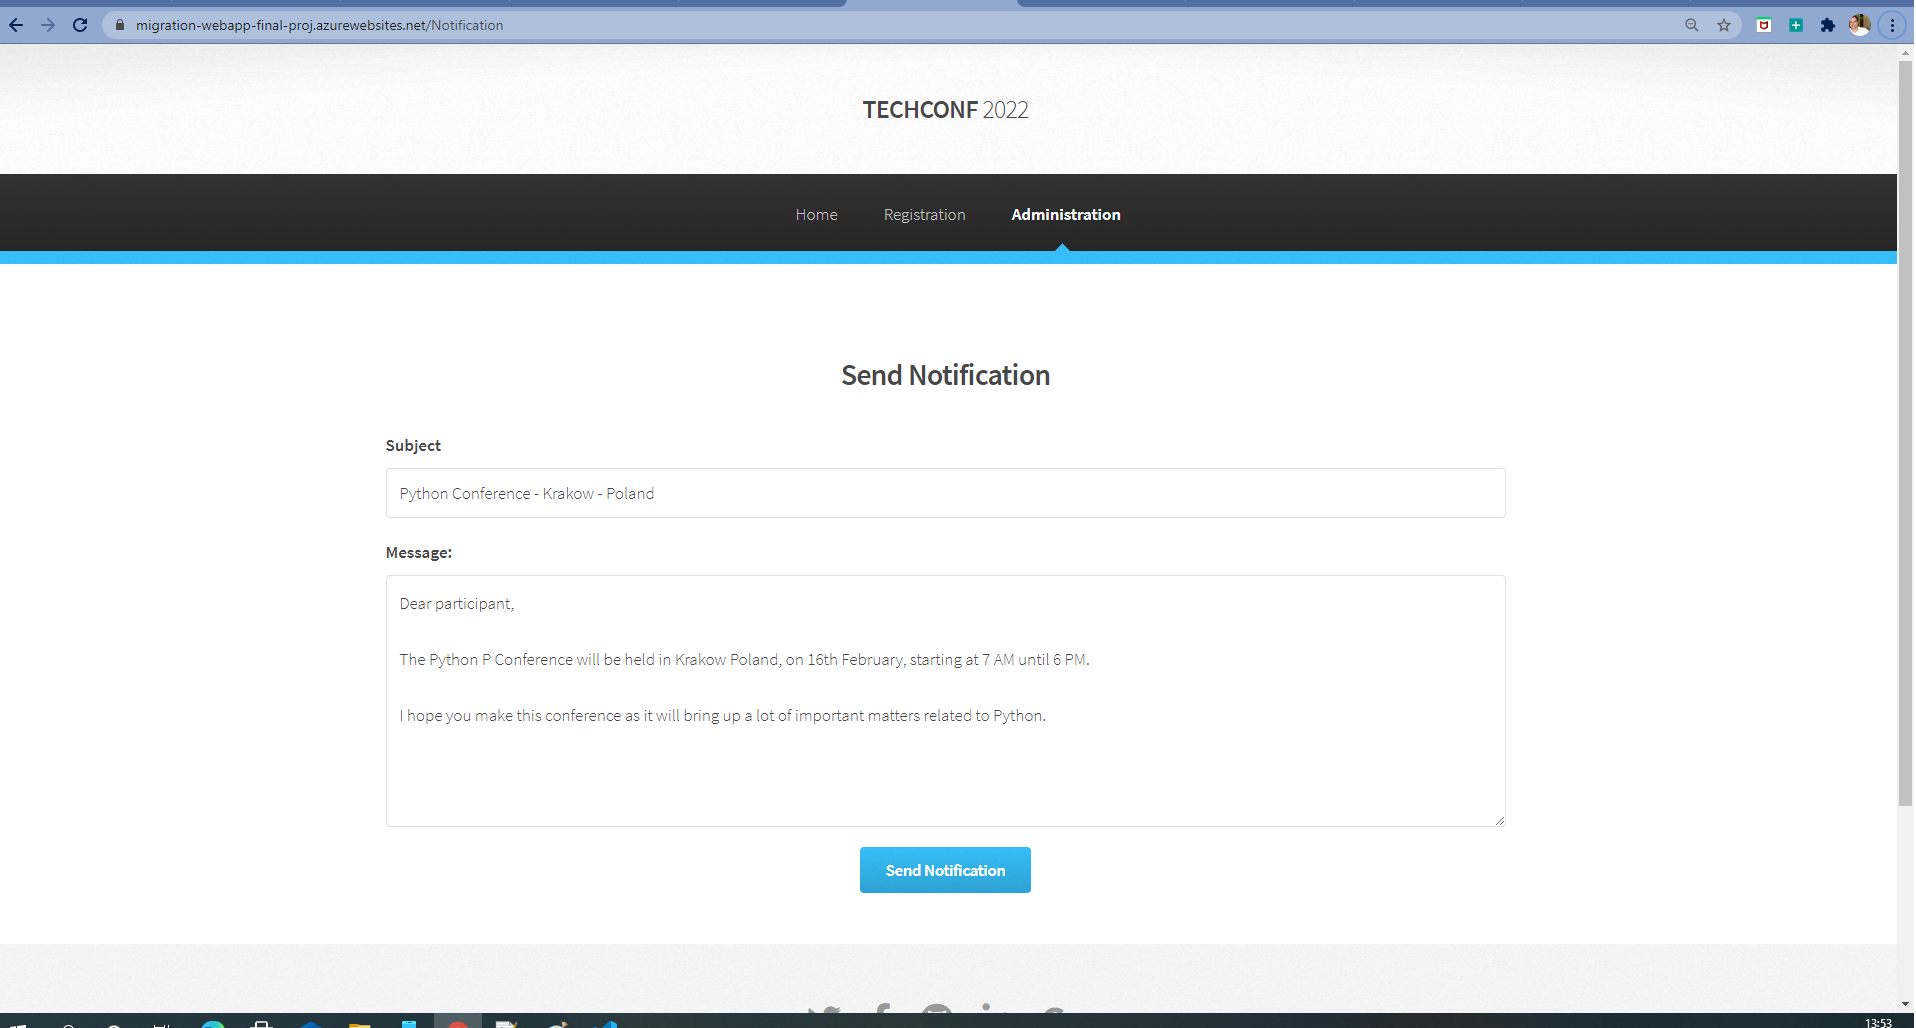 migration-webapp-final-proj.azurewebsites.net/Notification
TECHCONF 2022
Home Registration Administration
Send Notification
Subject
Python Conference - Krakow - Poland
Message:
Dear participant,
The Python P Conference will be held in Krakow Poland, on 16th February, starting at 7 AM until 6 PM.
I hope you make this conference as it will bring up a lot of important matters related to Python.
Send Notification
13:53